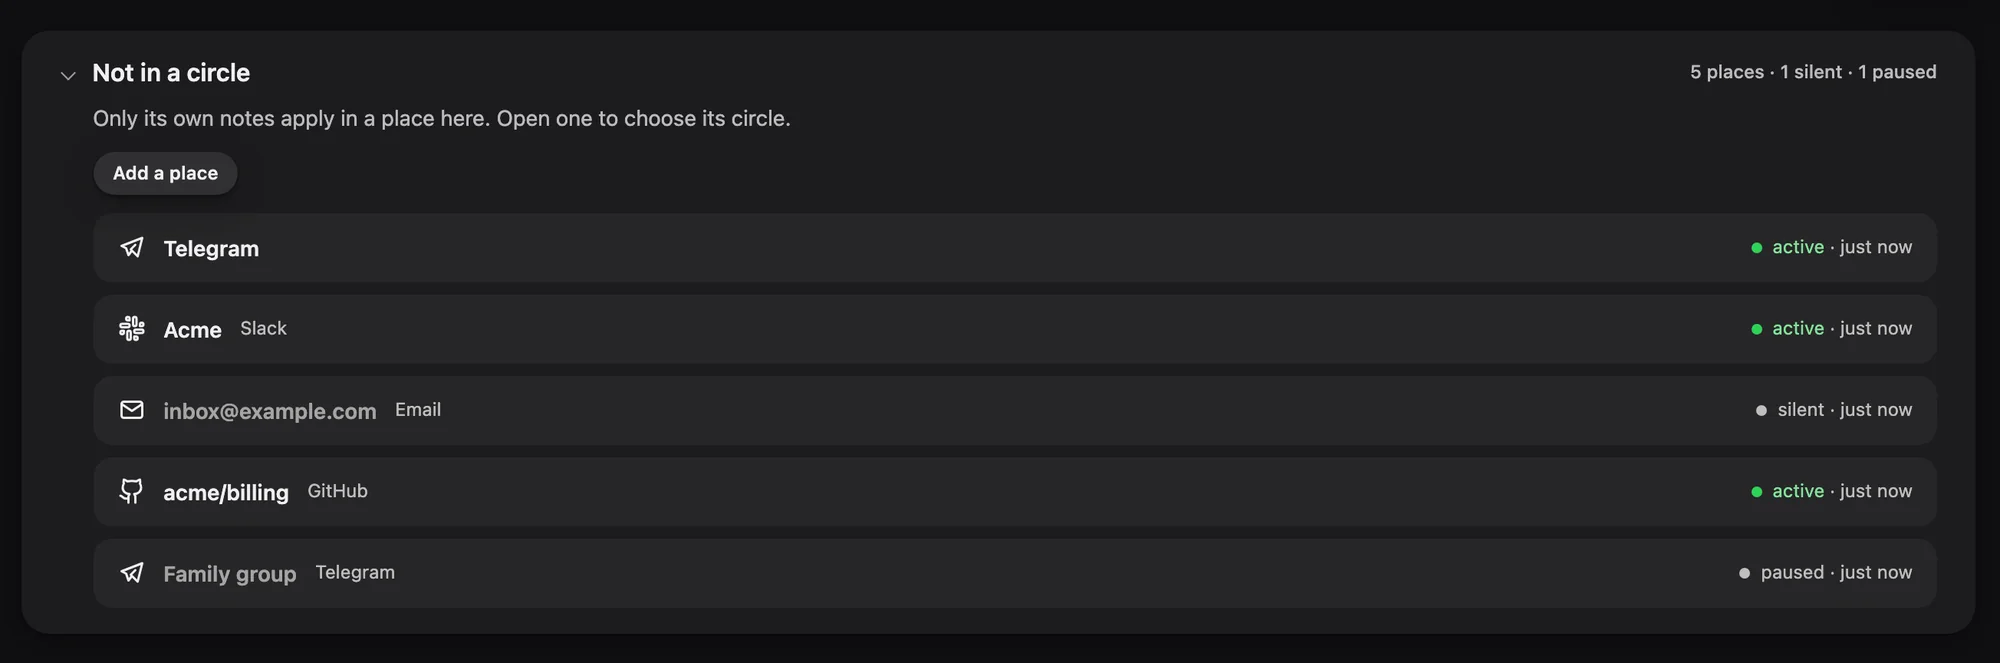 Not in a circle
5 places · 1 silent · 1 paused
Only its own notes apply in a place here. Open one to choose its circle.
Add a place
Telegram active · just now
Acme Slack active · just now
inbox@example.com Email silent · just now
acme/billing GitHub active · just now
Family group Telegram paused · just now